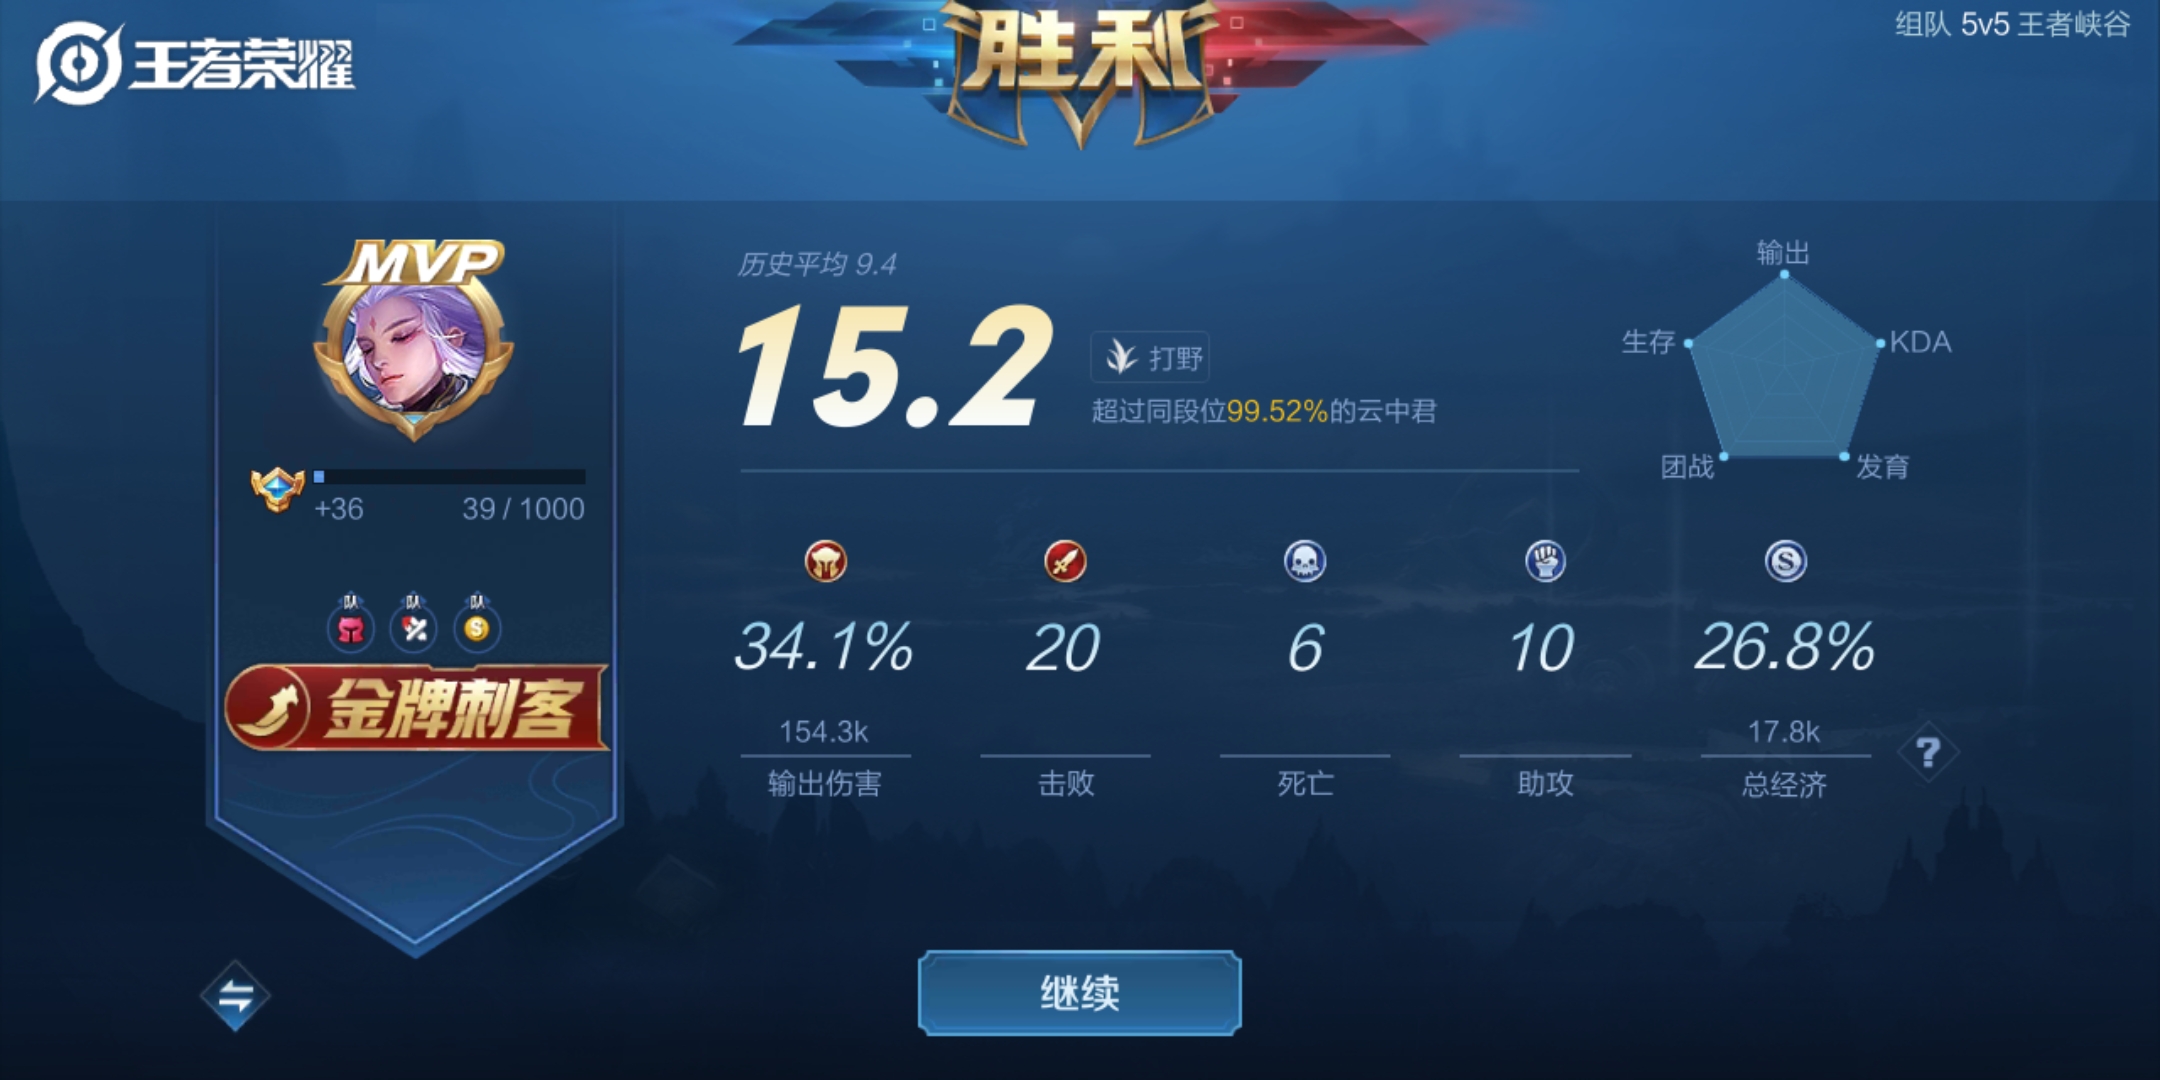 王者荣耀
胜利
组队 5v5 王者峡谷
MVP
历史平均 9.4
15.2
打野
超过同段位99.52%的云中君
输出
KDA
发育
团战
生存
+36
39 / 1000
队 队 队
金牌刺客
34.1% 20 6 10 26.8%
154.3k 17.8k
输出伤害 击败 死亡 助攻 总经济
?
继续